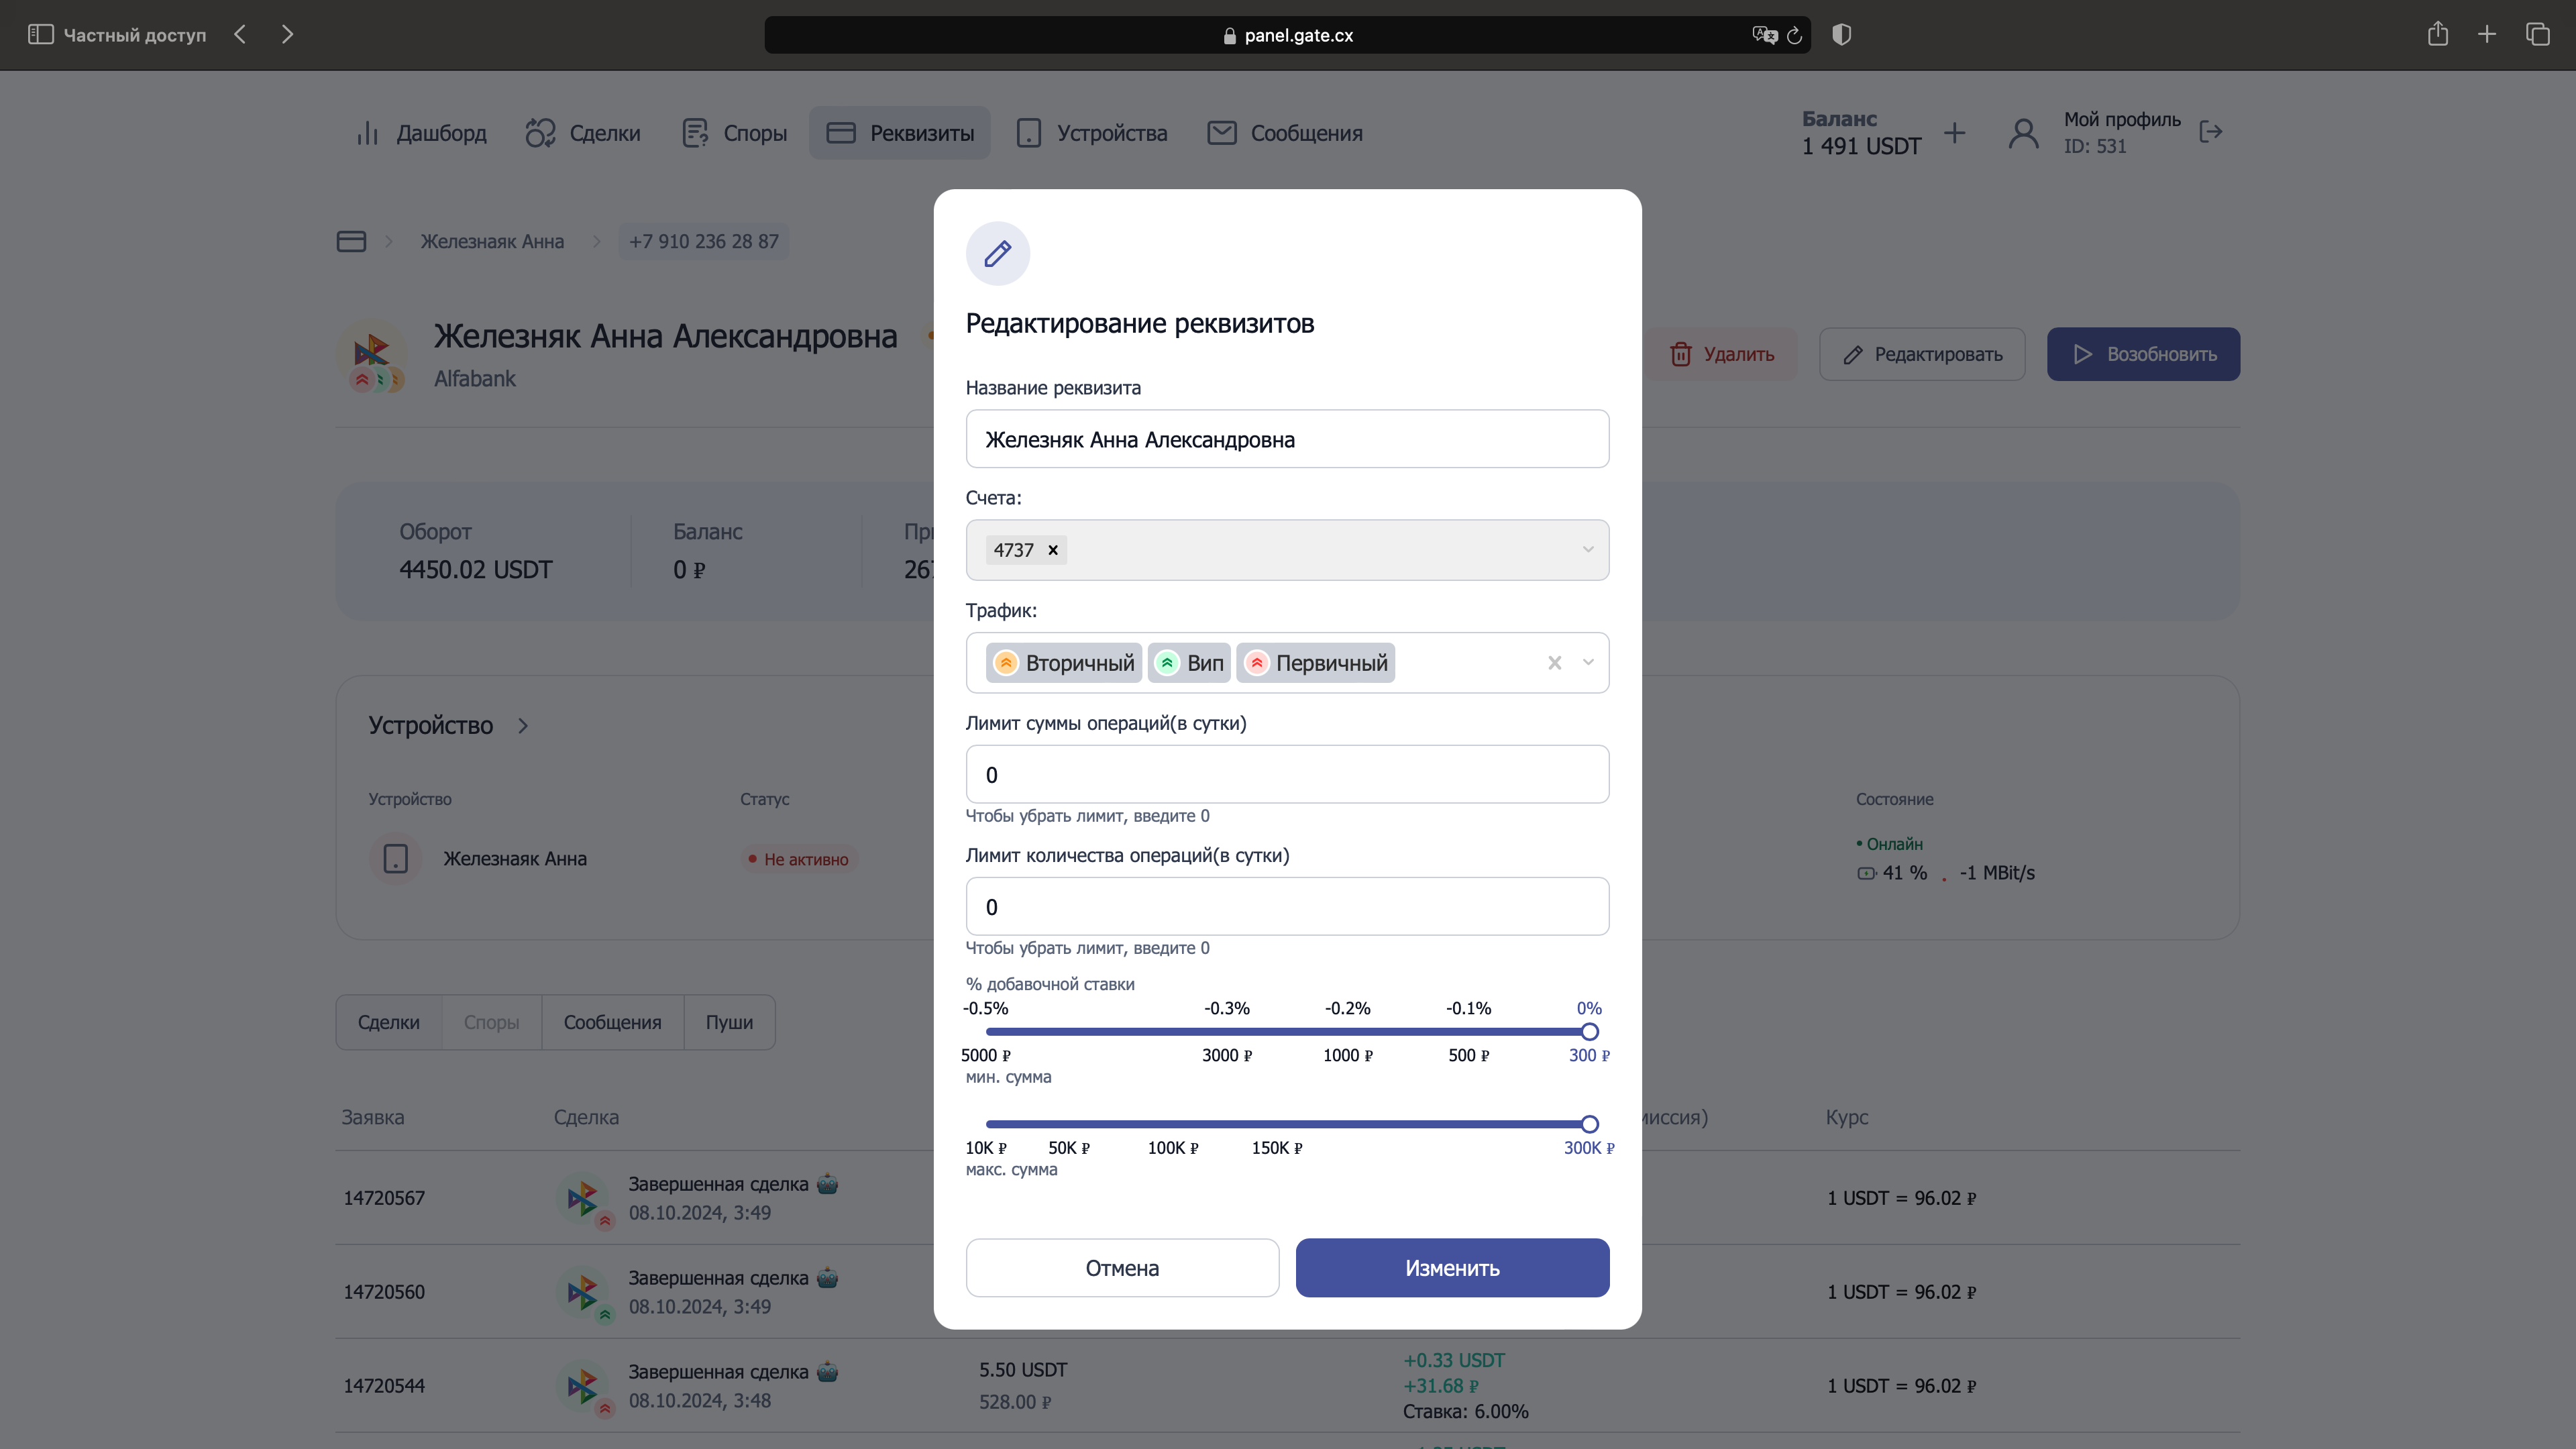 Частный доступ
panel.gate.cx
Дашборд
Сделки
Споры
Реквизиты
Устройства
Сообщения
Баланс
1 491 USDT
Мой профиль
ID: 531
Железнаяк Анна
+7 910 236 28 87
Железняк Анна Александровна
Alfabank
Удалить
Редактировать
Возобновить
Оборот
4450.02 USDT
Баланс
0 ₽
Устройство
Устройство
Статус
Состояние
Железнаяк Анна
Не активно
Онлайн
41 % . -1 MBit/s
Сделки
Споры
Сообщения
Пуши
Заявка
Сделка
Курс
14720567
Завершенная сделка
08.10.2024, 3:49
1 USDT = 96.02 ₽
14720560
Завершенная сделка
08.10.2024, 3:49
1 USDT = 96.02 ₽
14720544
Завершенная сделка
08.10.2024, 3:48
5.50 USDT
528.00 ₽
+0.33 USDT
+31.68 ₽
Ставка: 6.00%
1 USDT = 96.02 ₽
Редактирование реквизитов
Название реквизита
Железняк Анна Александровна
Счета:
4737
Трафик:
Вторичный
Вип
Первичный
Лимит суммы операций(в сутки)
0
Чтобы убрать лимит, введите 0
Лимит количества операций(в сутки)
0
Чтобы убрать лимит, введите 0
% добавочной ставки
-0.5% -0.3% -0.2% -0.1% 0%
5000 ₽ 3000 ₽ 1000 ₽ 500 ₽ 300 ₽
мин. сумма
10K ₽ 50K ₽ 100K ₽ 150K ₽ 300K ₽
макс. сумма
Отмена
Изменить